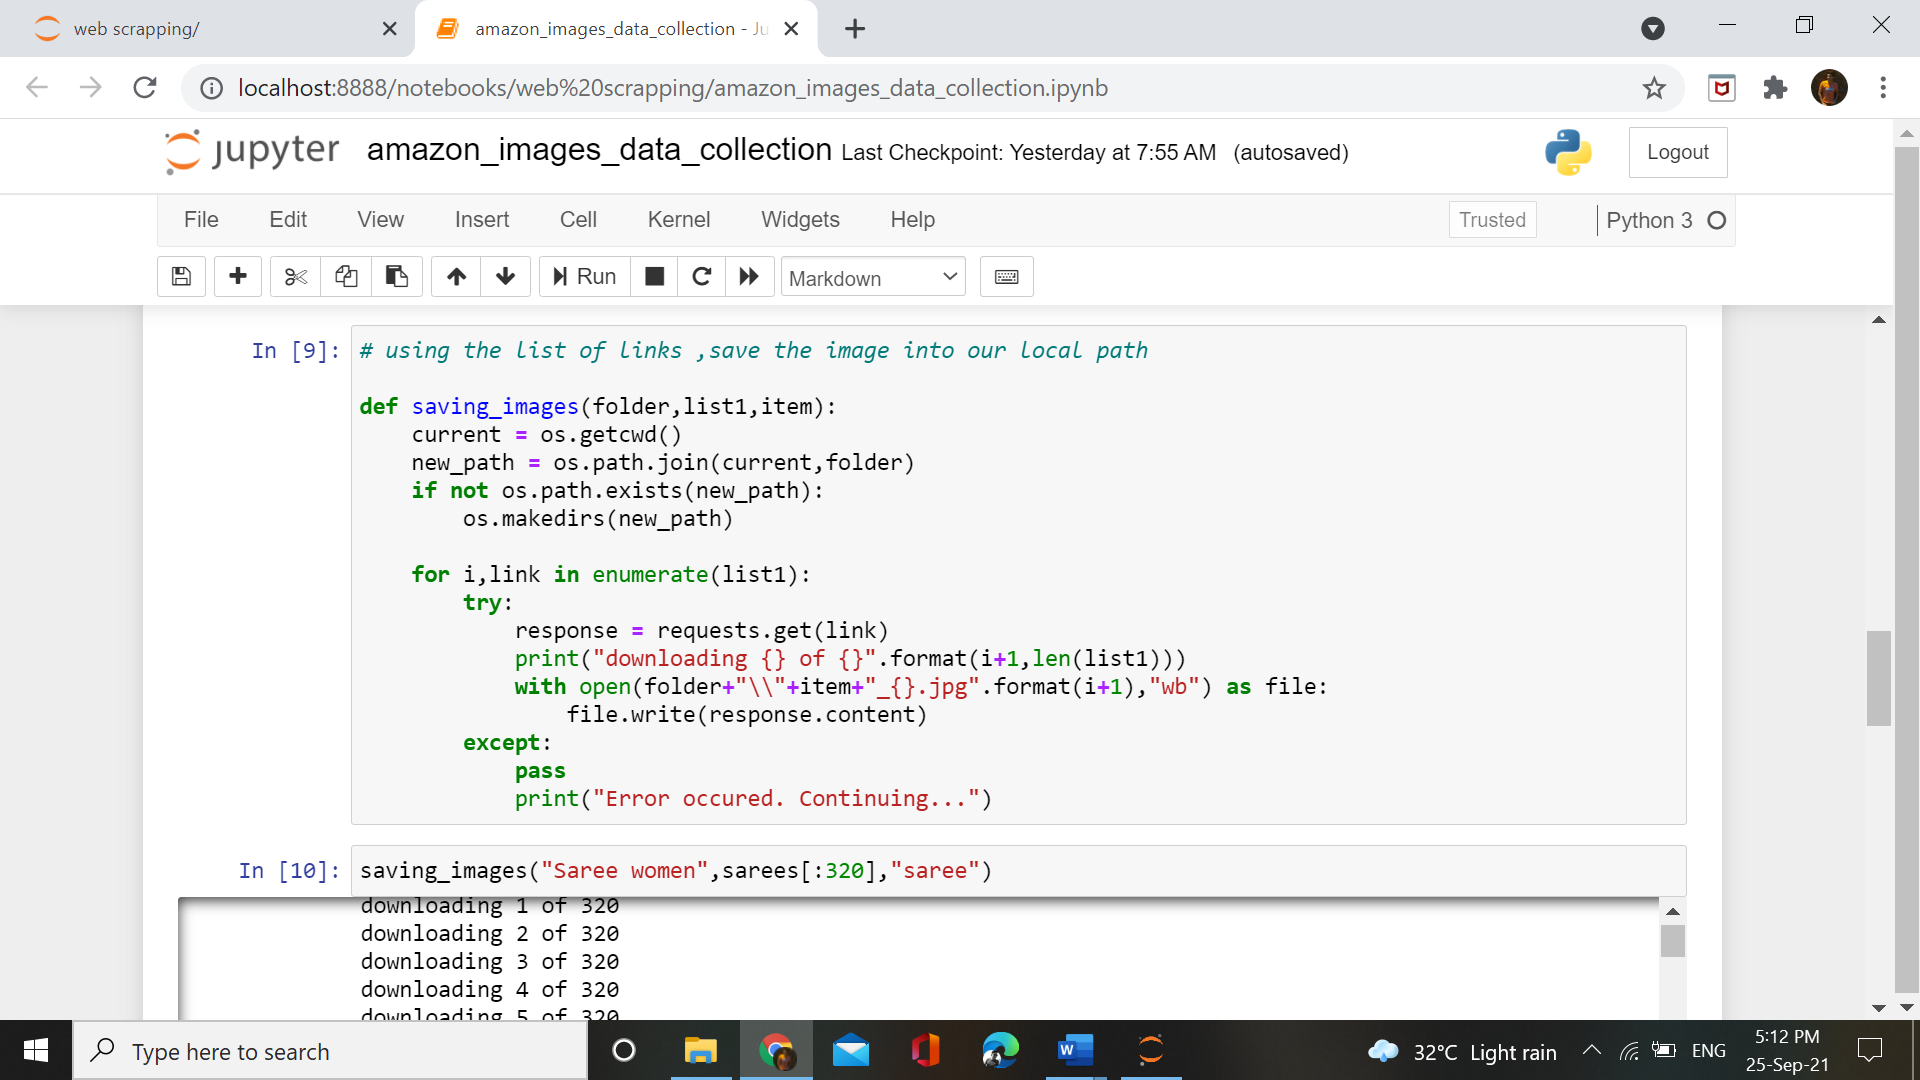 web scrapping/
amazon_images_data_collection - Ju
localhost:8888/notebooks/web%20scrapping/amazon_images_data_collection.ipynb
jupyter amazon_images_data_collection Last Checkpoint: Yesterday at 7:55 AM (autosaved)
Logout
File Edit View Insert Cell Kernel Widgets Help
Trusted
Python 3
Run
Markdown
In [9]: # using the list of links ,save the image into our local path
def saving_images(folder,list1,item):
    current = os.getcwd()
    new_path = os.path.join(current,folder)
    if not os.path.exists(new_path):
        os.makedirs(new_path)
    for i,link in enumerate(list1):
        try:
            response = requests.get(link)
            print("downloading {} of {}".format(i+1,len(list1)))
            with open(folder+"\\"+item+"_{}.jpg".format(i+1),"wb") as file:
                file.write(response.content)
        except:
            pass
            print("Error occured. Continuing...")
In [10]: saving_images("Saree women",sarees[:320],"saree")
downloading 1 of 320
downloading 2 of 320
downloading 3 of 320
downloading 4 of 320
downloading 5 of 320
Type here to search
32°C Light rain
ENG
5:12 PM
25-Sep-21